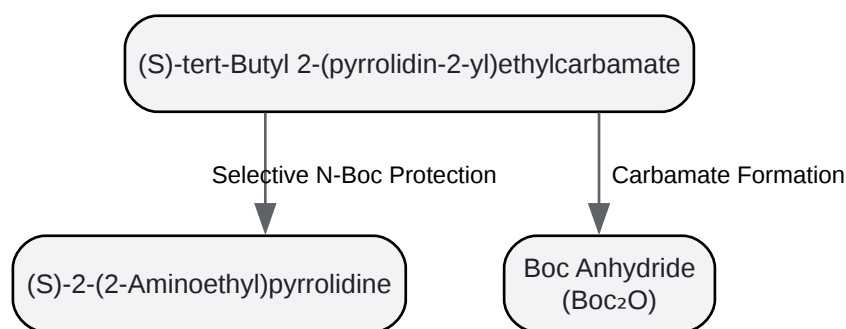 (S)-tert-Butyl 2-(pyrrolidin-2-yl)ethylcarbamate
Selective N-Boc Protection
Carbamate Formation
(S)-2-(2-Aminoethyl)pyrrolidine
Boc Anhydride
(Boc₂O)